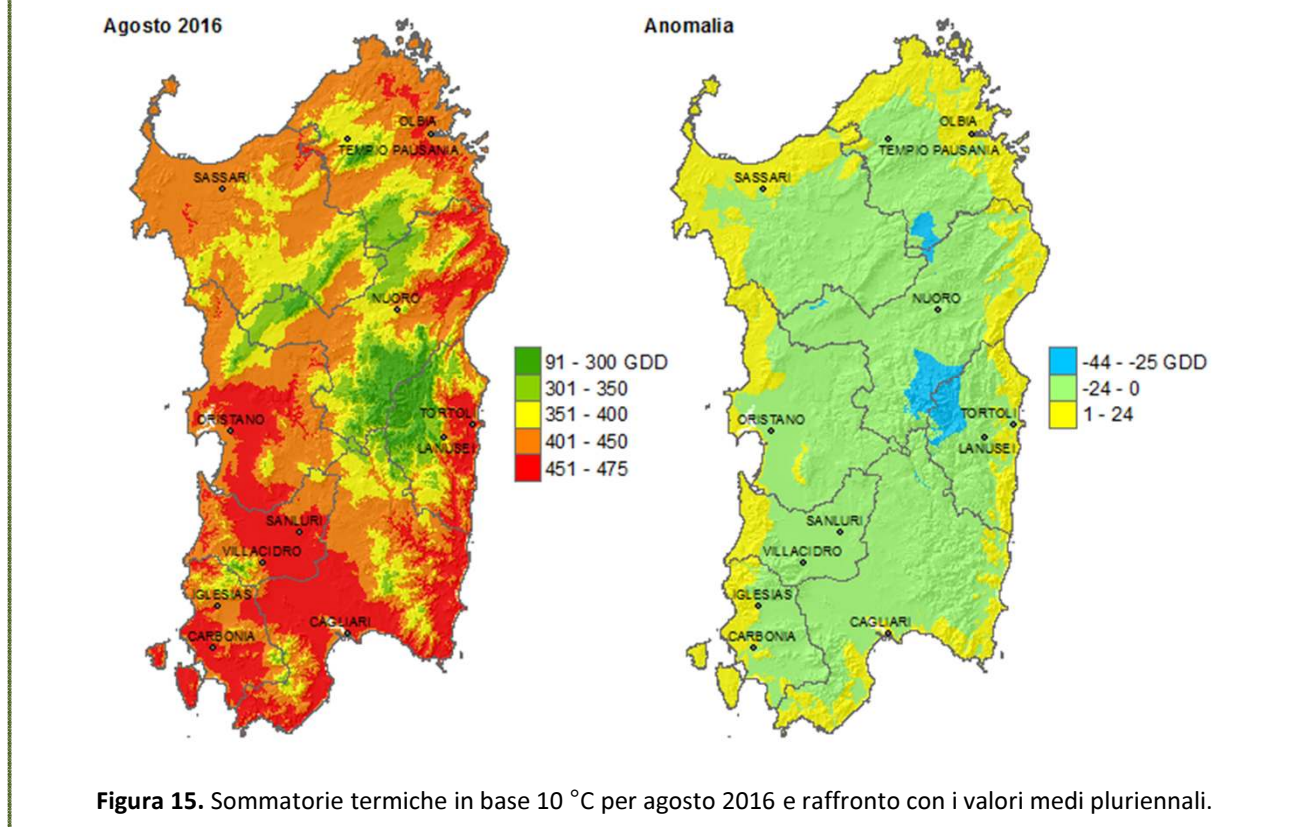 Agosto 2016
OLBIA
TEMPIO PAUSANIA
SASSARI
NUORO
ORISTANO
TORTOLI
LANUSEI
SANLURI
VILLACIDRO
IGLESIAS
CAGLIARI
CARBONIA
91 - 300 GDD
301 - 350
351 - 400
401 - 450
451 - 475
Anomalia
OLBIA
TEMPIO PAUSANIA
SASSARI
NUORO
ORISTANO
TORTOLI
LANUSEI
SANLURI
VILLACIDRO
IGLESIAS
CAGLIARI
CARBONIA
-44 - -25 GDD
-24 - 0
1 - 24
Figura 15. Sommatorie termiche in base 10 °C per agosto 2016 e raffronto con i valori medi pluriennali.